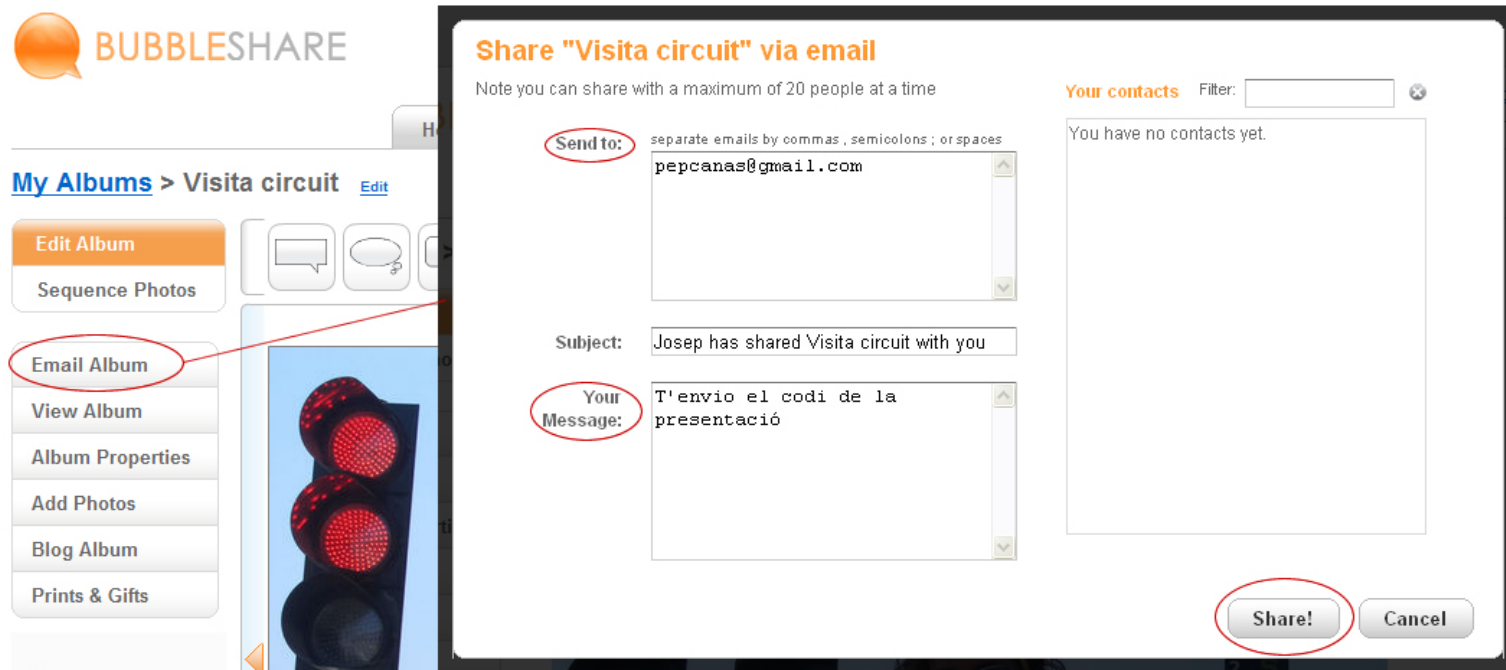 BUBBLESHARE
My Albums > Visita circuit Edit
Edit Album
Sequence Photos
Email Album
View Album
Album Properties
Add Photos
Blog Album
Prints & Gifts
Share "Visita circuit" via email
Note you can share with a maximum of 20 people at a time
Send to:
separate emails by commas , semicolons ; or spaces
pepcanas@gmail.com
Subject:
Josep has shared Visita circuit with you
Your
Message:
T'envio el codi de la
presentació
Your contacts Filter:
You have no contacts yet.
Share!
Cancel